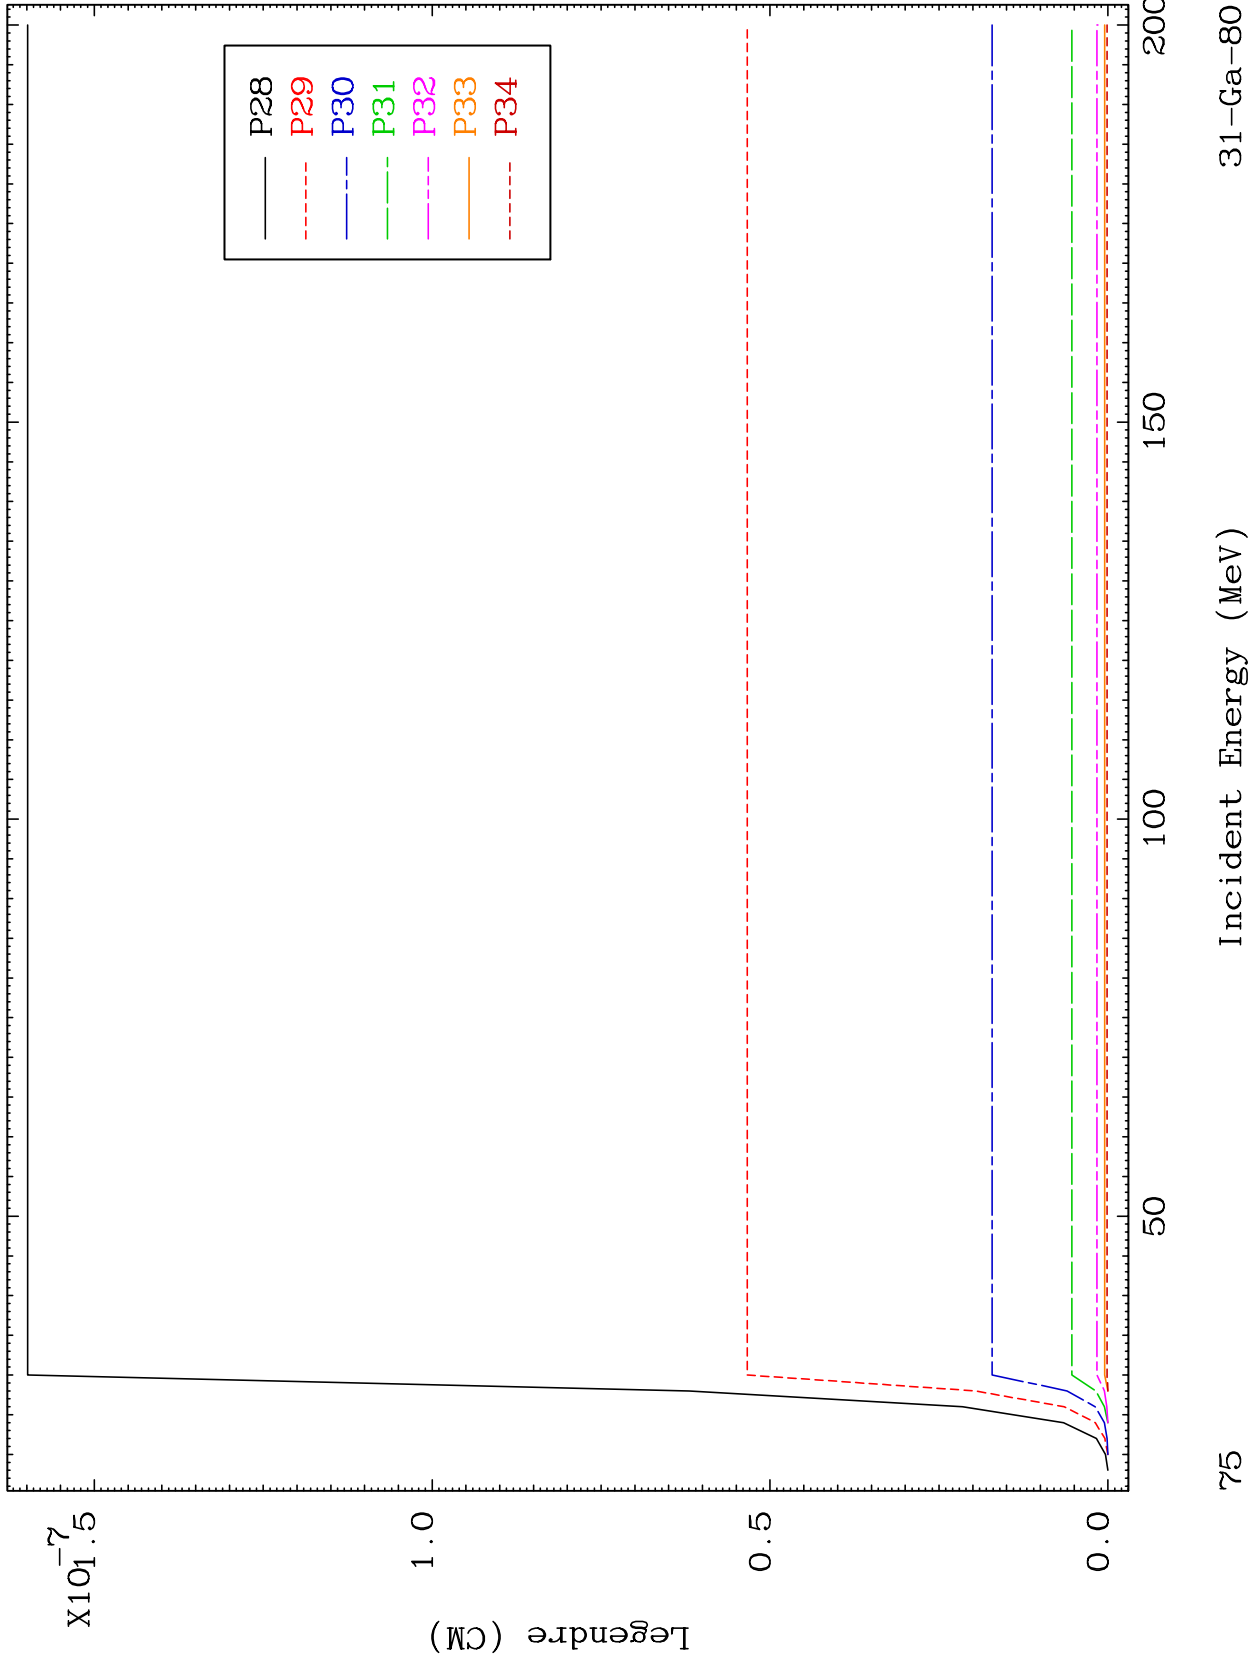 X10-7
1.5
1.0
0.5
0.0
Legendre (CM)
P28
P29
P30
P31
P32
P33
P34
50
100
150
200
Incident Energy (MeV)
75
31-Ga-80